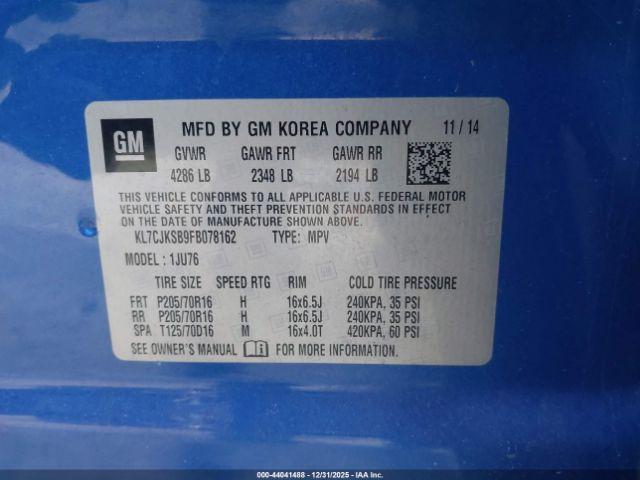 GM MFD BY GM KOREA COMPANY 11 / 14
GVWR GAWR FRT GAWR RR
4286 LB 2348 LB 2194 LB
THIS VEHICLE CONFORMS TO ALL APPLICABLE U.S. FEDERAL MOTOR
VEHICLE SAFETY AND THEFT PREVENTION STANDARDS IN EFFECT
ON THE DATE OF MANUFACTURE SHOWN ABOVE.
KL7CJKSB9FB078162 TYPE: MPV
MODEL : 1JU76
TIRE SIZE SPEED RTG RIM COLD TIRE PRESSURE
FRT P205/70R16 H 16x6.5J 240KPA, 35 PSI
RR P205/70R16 H 16x6.5J 240KPA, 35 PSI
SPA T125/70D16 M 16x4.0T 420KPA, 60 PSI
SEE OWNER'S MANUAL FOR MORE INFORMATION.
000-44041488 - 12/31/2025 - IAA Inc.